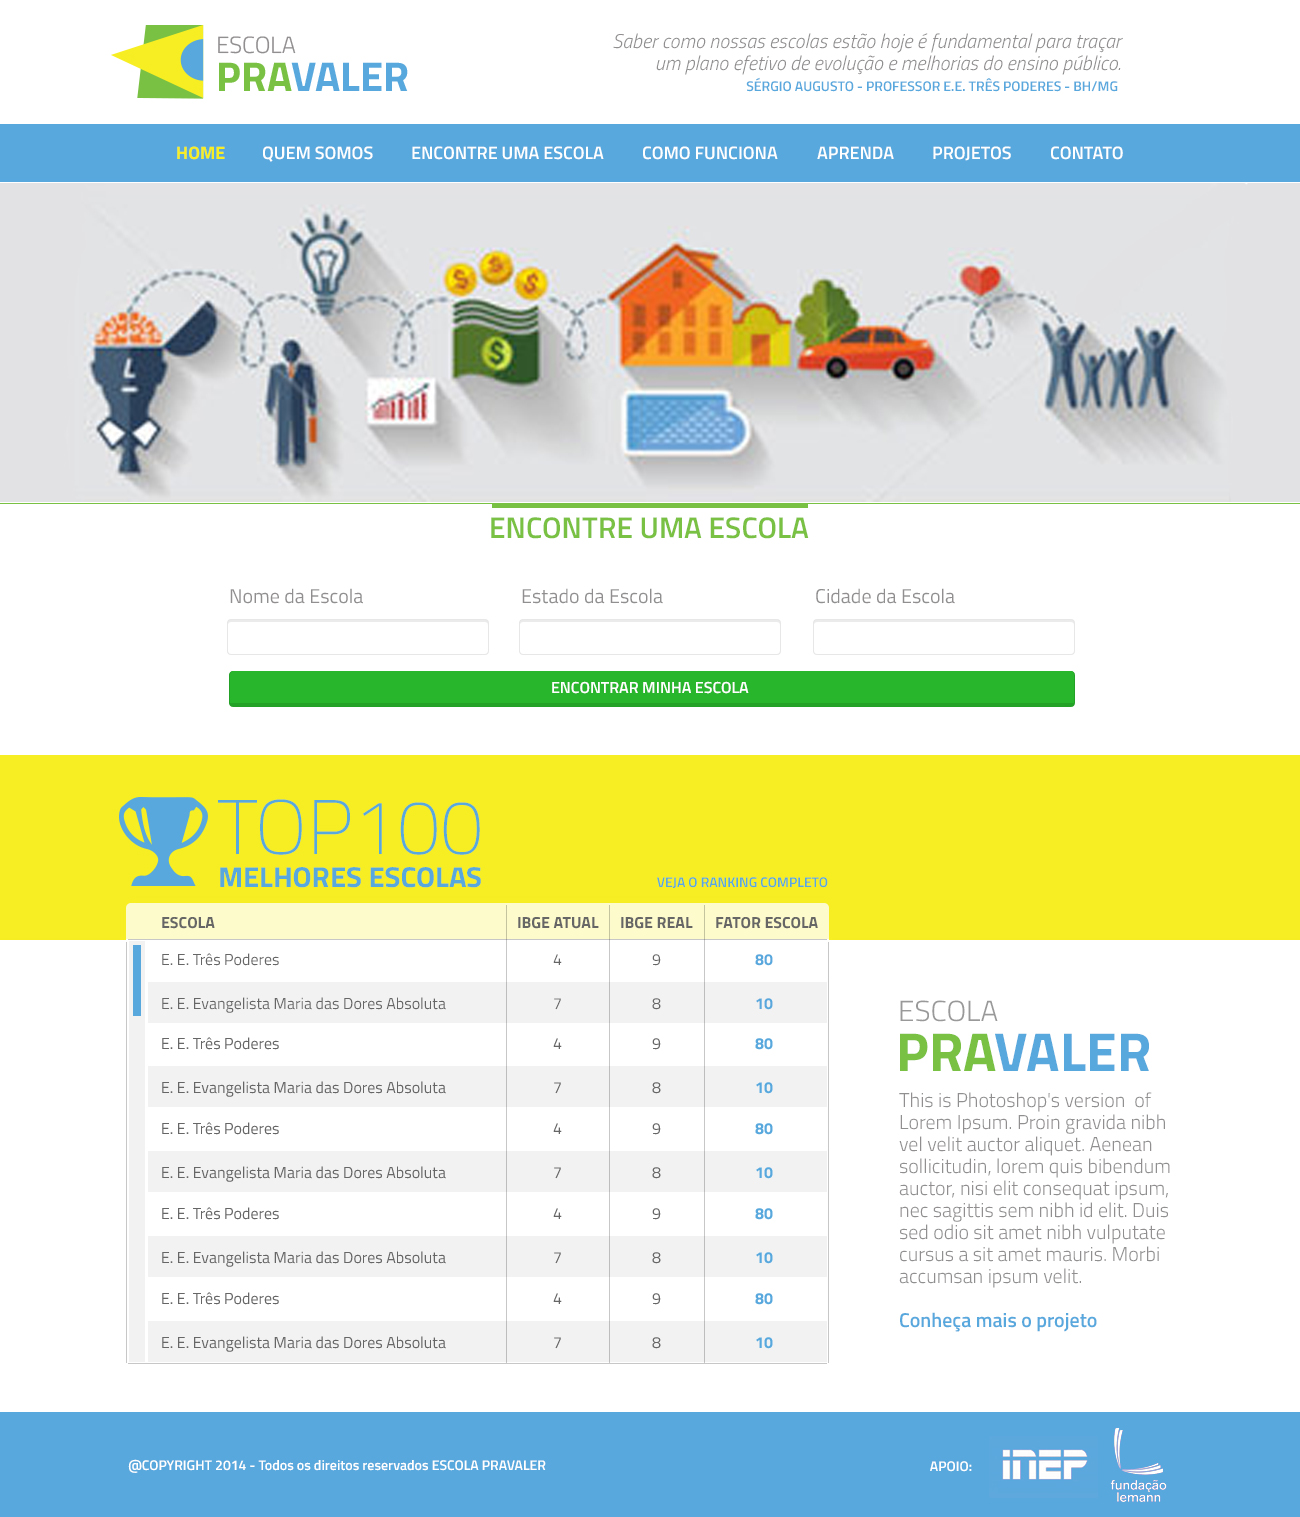 ESCOLA
PRAVALER
Saber como nossas escolas estão hoje é fundamental para traçar
um plano efetivo de evolução e melhorias do ensino público.
SÉRGIO AUGUSTO - PROFESSOR E.E. TRÊS PODERES - BH/MG
HOME QUEM SOMOS ENCONTRE UMA ESCOLA COMO FUNCIONA APRENDA PROJETOS CONTATO
$ $ $
$
ENCONTRE UMA ESCOLA
Nome da Escola Estado da Escola Cidade da Escola
ENCONTRAR MINHA ESCOLA
TOP100
MELHORES ESCOLAS
VEJA O RANKING COMPLETO
ESCOLA IBGE ATUAL IBGE REAL FATOR ESCOLA
E. E. Três Poderes 4 9 80
E. E. Evangelista Maria das Dores Absoluta 7 8 10
E. E. Três Poderes 4 9 80
E. E. Evangelista Maria das Dores Absoluta 7 8 10
E. E. Três Poderes 4 9 80
E. E. Evangelista Maria das Dores Absoluta 7 8 10
E. E. Três Poderes 4 9 80
E. E. Evangelista Maria das Dores Absoluta 7 8 10
E. E. Três Poderes 4 9 80
E. E. Evangelista Maria das Dores Absoluta 7 8 10
ESCOLA
PRAVALER
This is Photoshop's version of
Lorem Ipsum. Proin gravida nibh
vel velit auctor aliquet. Aenean
sollicitudin, lorem quis bibendum
auctor, nisi elit consequat ipsum,
nec sagittis sem nibh id elit. Duis
sed odio sit amet nibh vulputate
cursus a sit amet mauris. Morbi
accumsan ipsum velit.
Conheça mais o projeto
@COPYRIGHT 2014 - Todos os direitos reservados ESCOLA PRAVALER
APOIO:
INEP
fundação
lemann